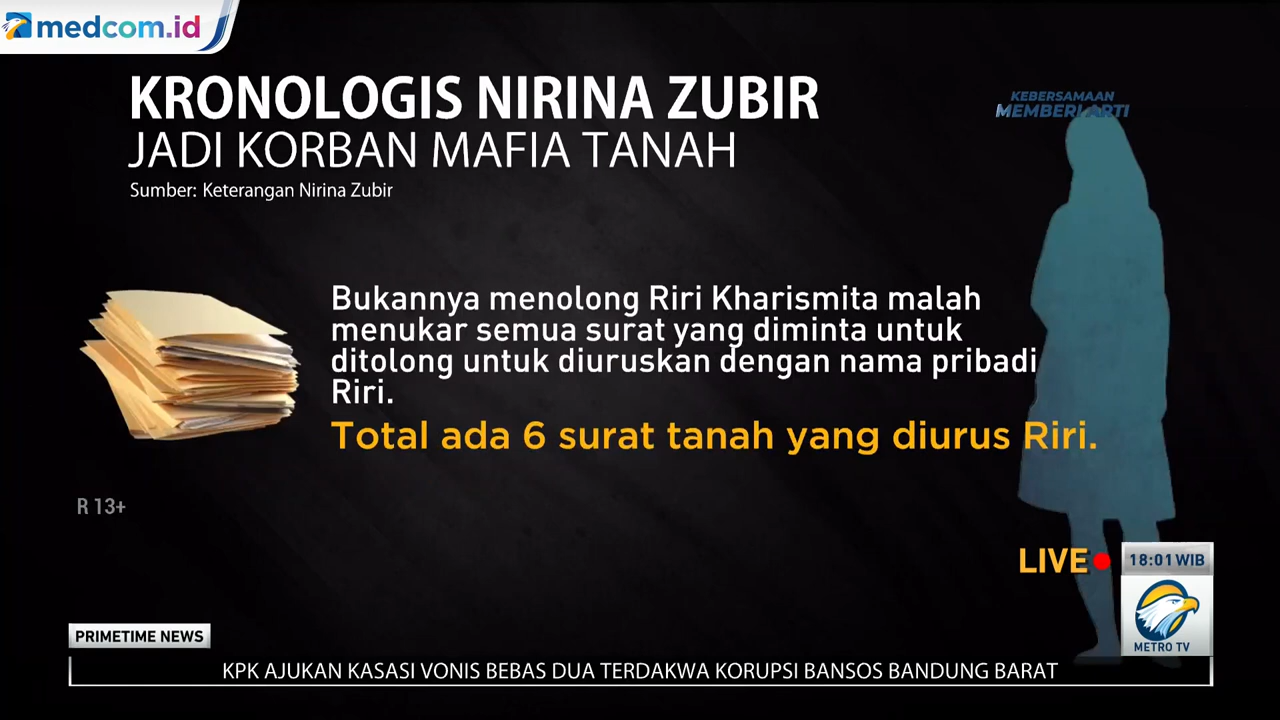 medcom.id
KRONOLOGIS NIRINA ZUBIR
JADI KORBAN MAFIA TANAH
Sumber: Keterangan Nirina Zubir
KEBERSAMAAN
MEMBERI ARTI
Bukannya menolong Riri Kharismita malah
menukar semua surat yang diminta untuk
ditolong untuk diuruskan dengan nama pribadi
Riri.
Total ada 6 surat tanah yang diurus Riri.
R 13+
LIVE
18:01 WIB
METRO TV
PRIMETIME NEWS
KPK AJUKAN KASASI VONIS BEBAS DUA TERDAKWA KORUPSI BANSOS BANDUNG BARAT